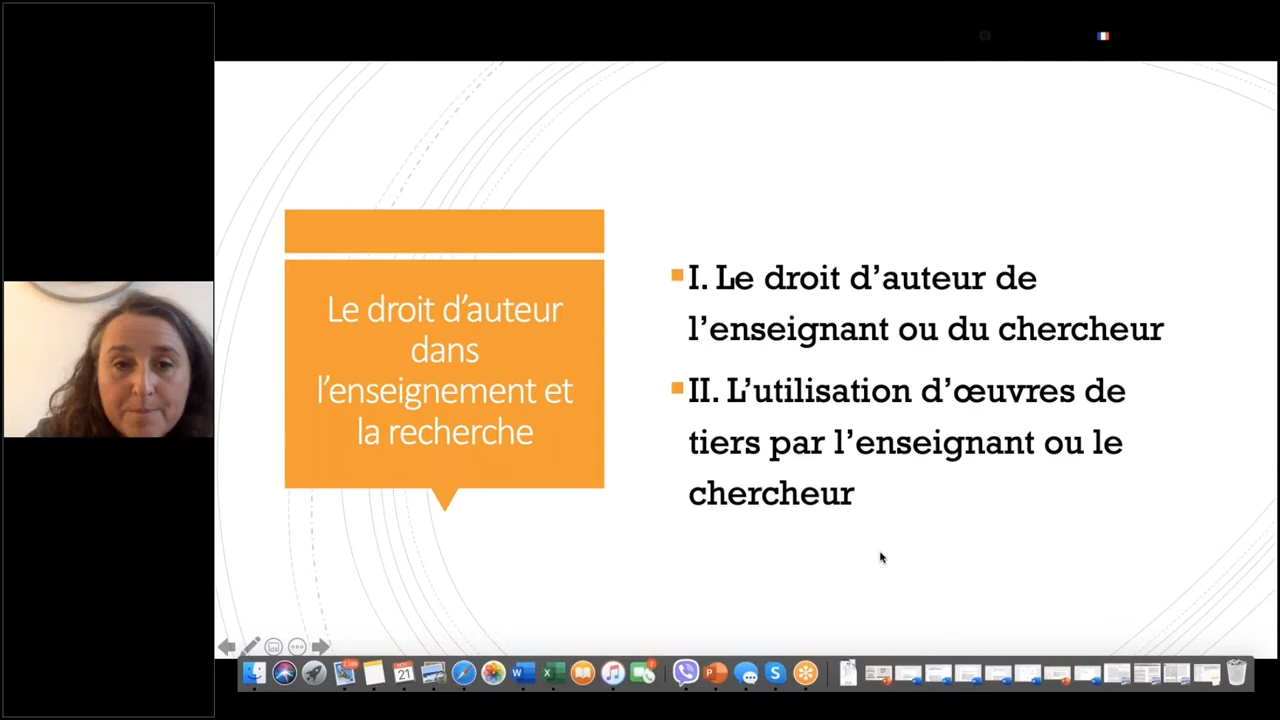 Le droit d’auteur
dans
l’enseignement et
la recherche
I. Le droit d’auteur de
l’enseignant ou du chercheur
II. L’utilisation d’œuvres de
tiers par l’enseignant ou le
chercheur
21